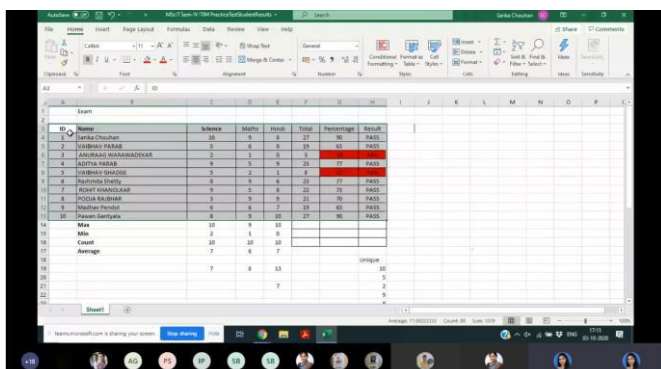 AutoSave MScIT Sem-IV TIM PracticeTestStudentResults Search Sarika Chouhan
File Home Insert Page Layout Formulas Data Review View Help Share Comments
Calibri 11 Wrap Text General Insert
Merge & Center Conditional Format as Cell Delete Sort & Find & Ideas Sensitivity
Formatting Table Styles Format Filter Select
Clipboard Font Alignment Number Styles Cells Editing Ideas Sensitivity
A3 ID
Exam
ID Name Science Maths Hindi Total Percentage Result
1 Sarika Chouhan 10 9 8 27 90 PASS
2 VAIBHAV PARAB 5 6 8 19 63 PASS
3 ANURAAG WARAWADEKAR 2 1 0 3
4 ADITYA PARAB 9 5 9 23 77 PASS
5 VAIBHAV GHADGE 5 2 1 8
6 Rashmita Shetty 8 9 6 23 77 PASS
7 ROHIT KHANOLKAR 9 5 8 22 73 PASS
8 POOJA RAJBHAR 3 9 9 21 70 PASS
9 Madhav Pendol 6 6 7 19 63 PASS
10 Pawan Gantyala 8 9 10 27 90 PASS
Max 10 9 10
Min 2 1 0
Count 10 10 10
Average 7 6 7
Unique
7 6 13 10
5
7 2
9
Sheet1
teams.microsoft.com is sharing your screen. Stop sharing Hide
ENG 17:15
03-10-2020
+18 AG PS IP SB SB